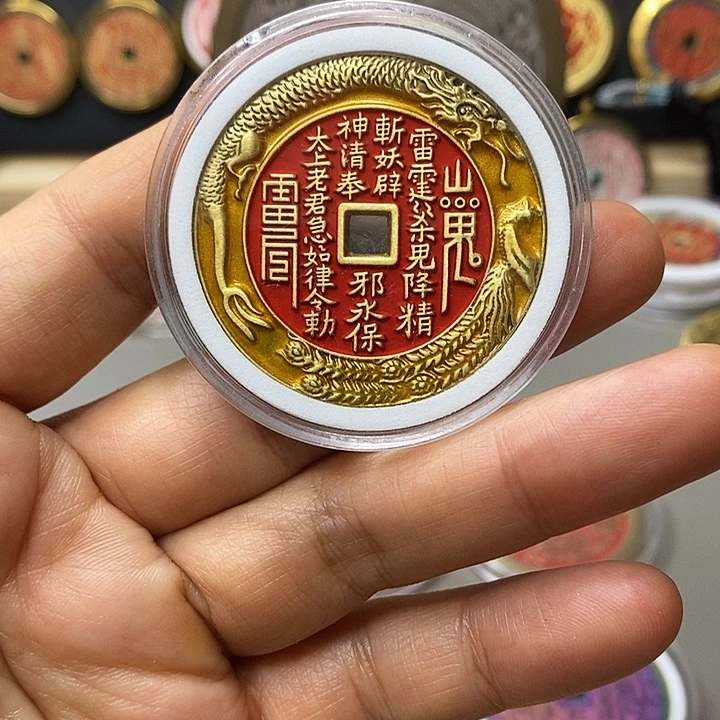 雷霆殺鬼降精
斬妖辟邪永保
神清奉
太上老君急如律令勅